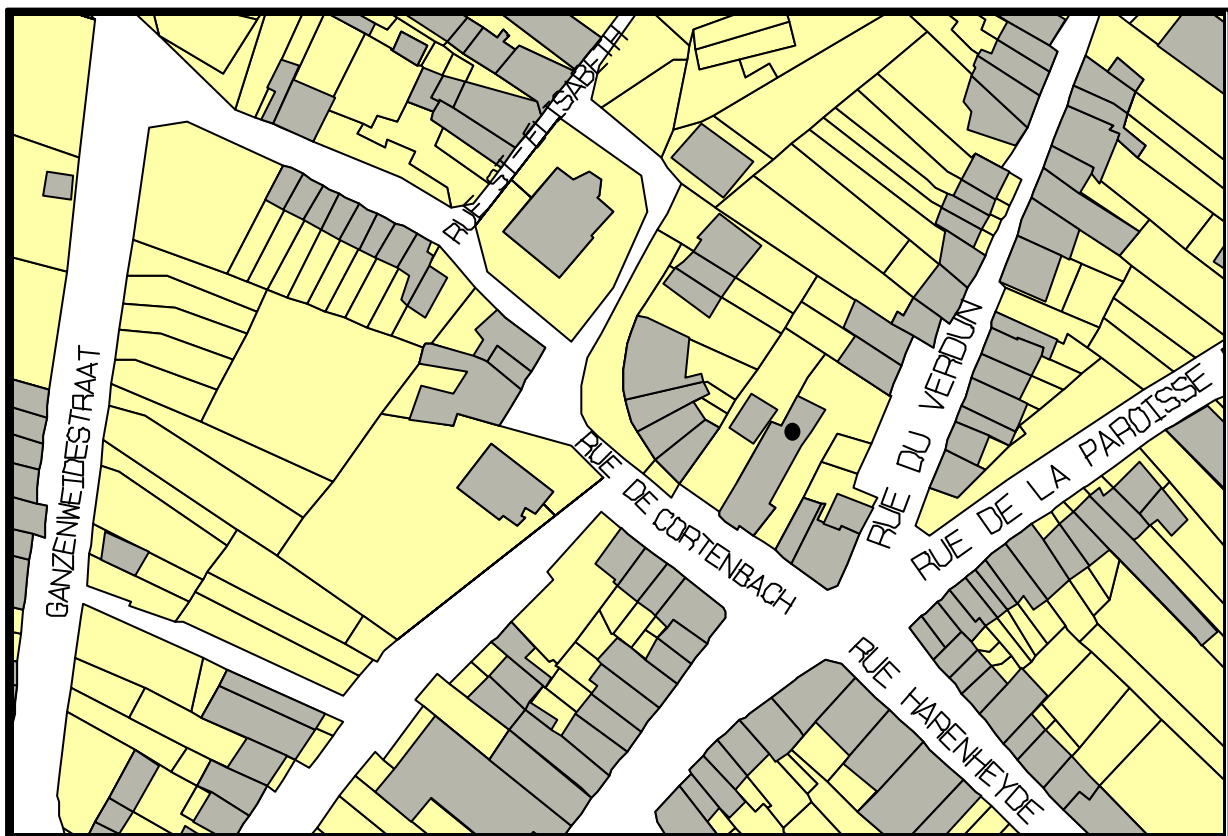 RUE STE ELISABETH
GANZENWEIDESTRAAT
RUE DU VERDUN
RUE DE LA PAROISSE
RUE DE CORTENBACH
RUE HARENHEYDE